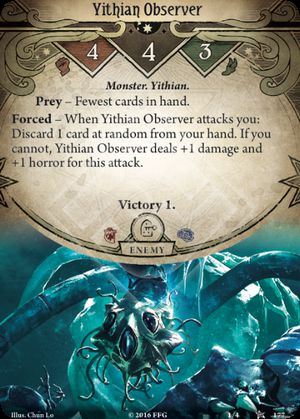 Yithian Observer
4 4 3
Monster. Yithian.
Prey – Fewest cards in hand.
Forced – When Yithian Observer attacks you:
Discard 1 card at random from your hand. If you
cannot, Yithian Observer deals +1 damage and
+1 horror for this attack.
Victory 1.
ENEMY
Illus. Chun Lo © 2016 FFG 1/4 177